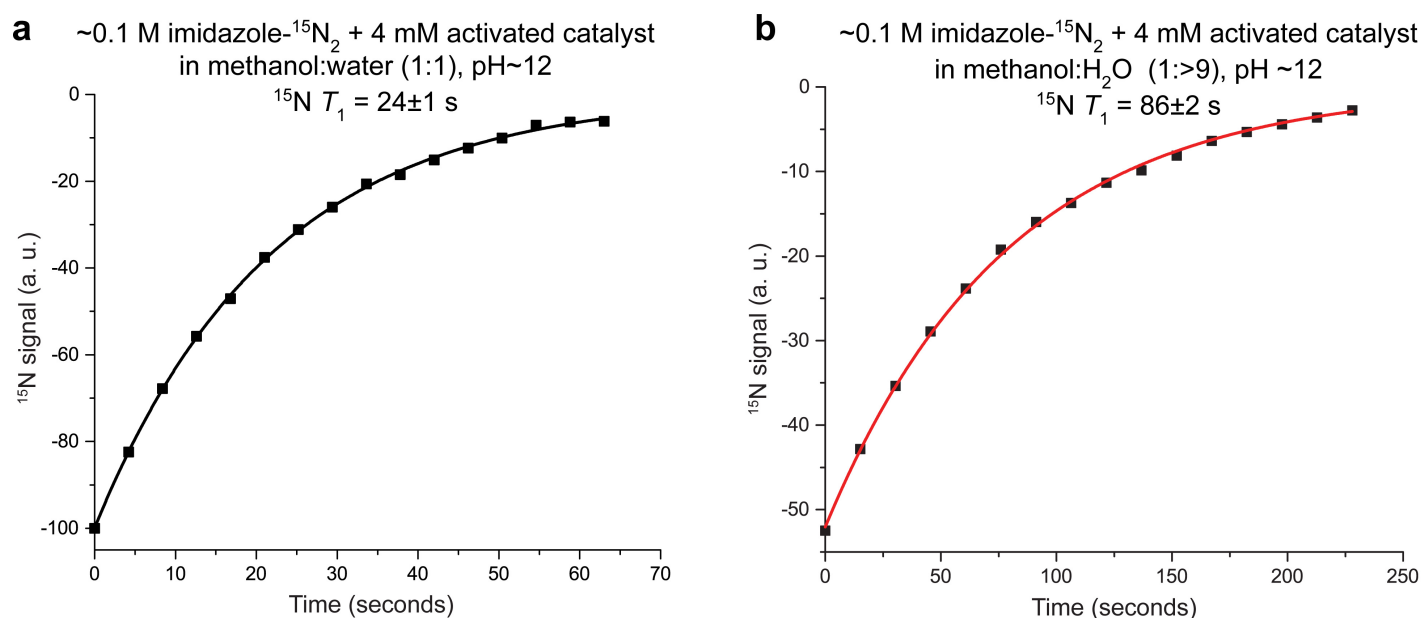 a
~0.1 M imidazole-¹⁵N₂ + 4 mM activated catalyst
in methanol:water (1:1), pH~12
¹⁵N T₁ = 24±1 s
0
-20
-40
-60
-80
-100
¹⁵N signal (a. u.)
0 10 20 30 40 50 60 70
Time (seconds)
b
~0.1 M imidazole-¹⁵N₂ + 4 mM activated catalyst
in methanol:H₂O (1:>9), pH ~12
¹⁵N T₁ = 86±2 s
0
-10
-20
-30
-40
-50
¹⁵N signal (a. u.)
0 50 100 150 200 250
Time (seconds)